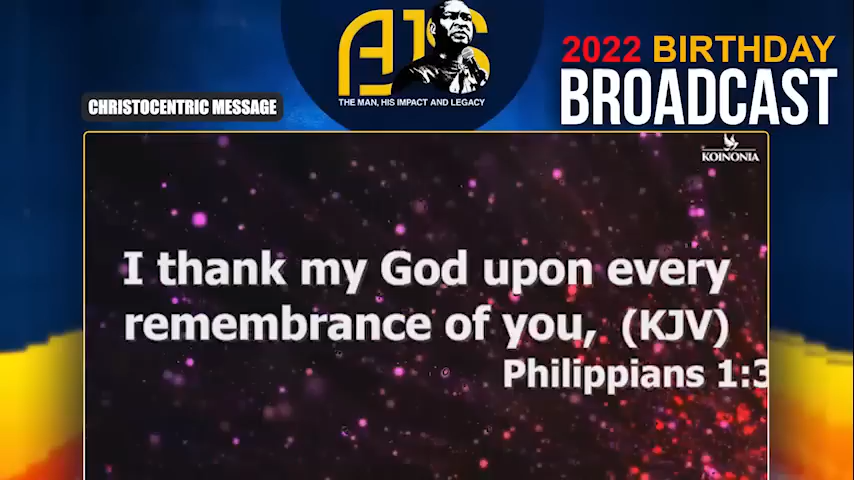 AJS
THE MAN, HIS IMPACT AND LEGACY
2022 BIRTHDAY
BROADCAST
CHRISTOCENTRIC MESSAGE
KOINONIA
I thank my God upon every
remembrance of you, (KJV)
Philippians 1:3